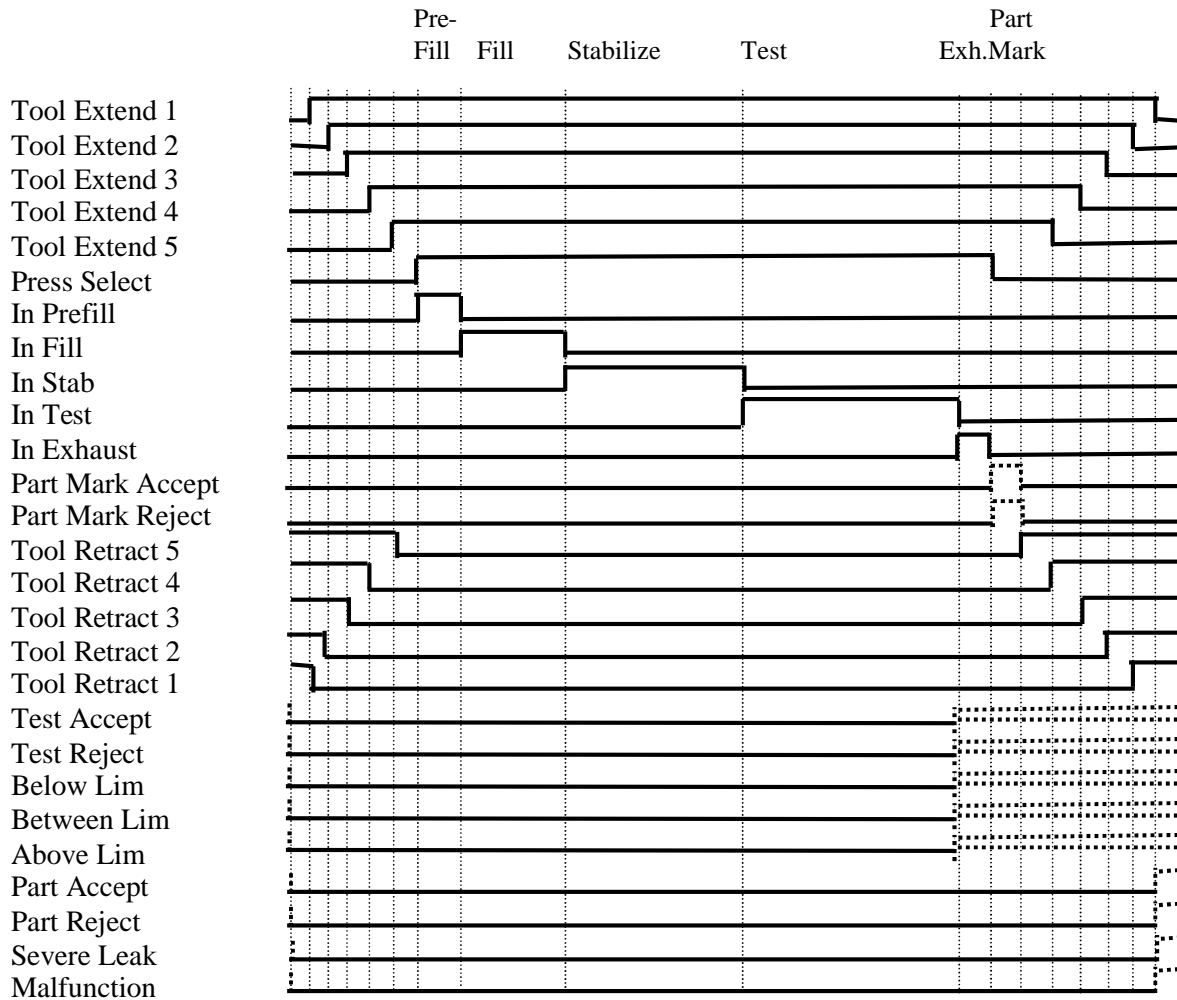 Pre- Part
Fill Fill Stabilize Test Exh.Mark
Tool Extend 1
Tool Extend 2
Tool Extend 3
Tool Extend 4
Tool Extend 5
Press Select
In Prefill
In Fill
In Stab
In Test
In Exhaust
Part Mark Accept
Part Mark Reject
Tool Retract 5
Tool Retract 4
Tool Retract 3
Tool Retract 2
Tool Retract 1
Test Accept
Test Reject
Below Lim
Between Lim
Above Lim
Part Accept
Part Reject
Severe Leak
Malfunction